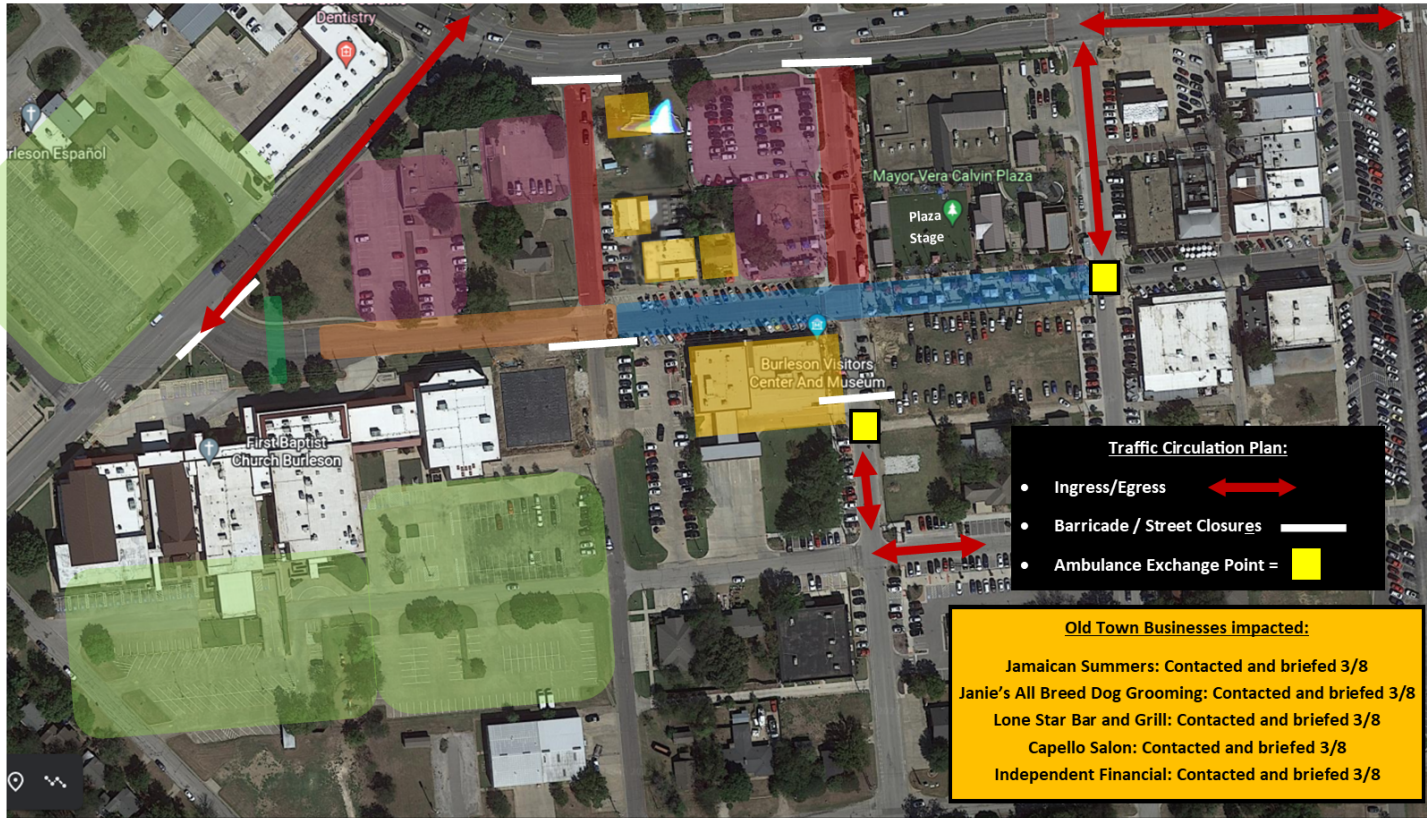 Dentistry
urleson Español
Mayor Vera Calvin Plaza
Plaza
Stage
Burleson Visitors
Center And Museum
First Baptist
Church Burleson
Traffic Circulation Plan:
• Ingress/Egress
• Barricade / Street Closures
• Ambulance Exchange Point =
Old Town Businesses impacted:
Jamaican Summers: Contacted and briefed 3/8
Janie's All Breed Dog Grooming: Contacted and briefed 3/8
Lone Star Bar and Grill: Contacted and briefed 3/8
Capello Salon: Contacted and briefed 3/8
Independent Financial: Contacted and briefed 3/8